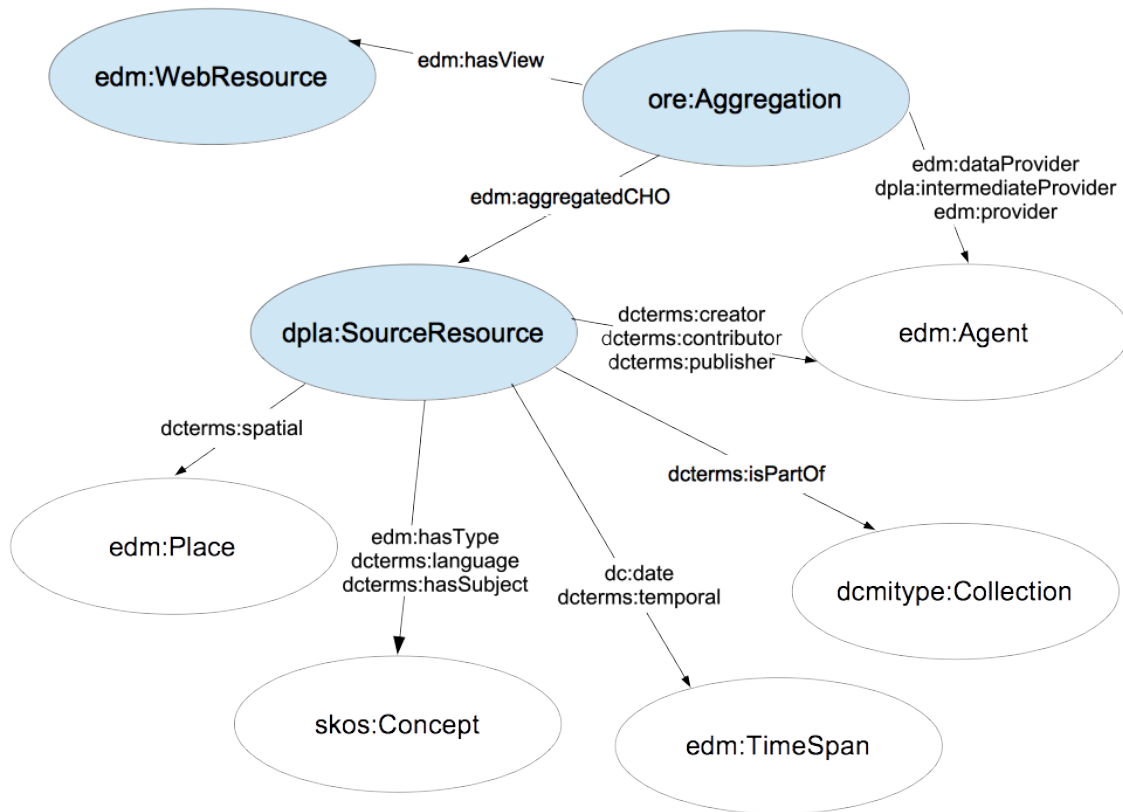 edm:WebResource
edm:hasView
ore:Aggregation
edm:dataProvider
dpla:intermediateProvider
edm:provider
edm:aggregatedCHO
dpla:SourceResource
dcterms:creator
dcterms:contributor
dcterms:publisher
edm:Agent
dcterms:spatial
dcterms:isPartOf
edm:Place
edm:hasType
dcterms:language
dcterms:hasSubject
dc:date
dcterms:temporal
dcmitype:Collection
skos:Concept
edm:TimeSpan